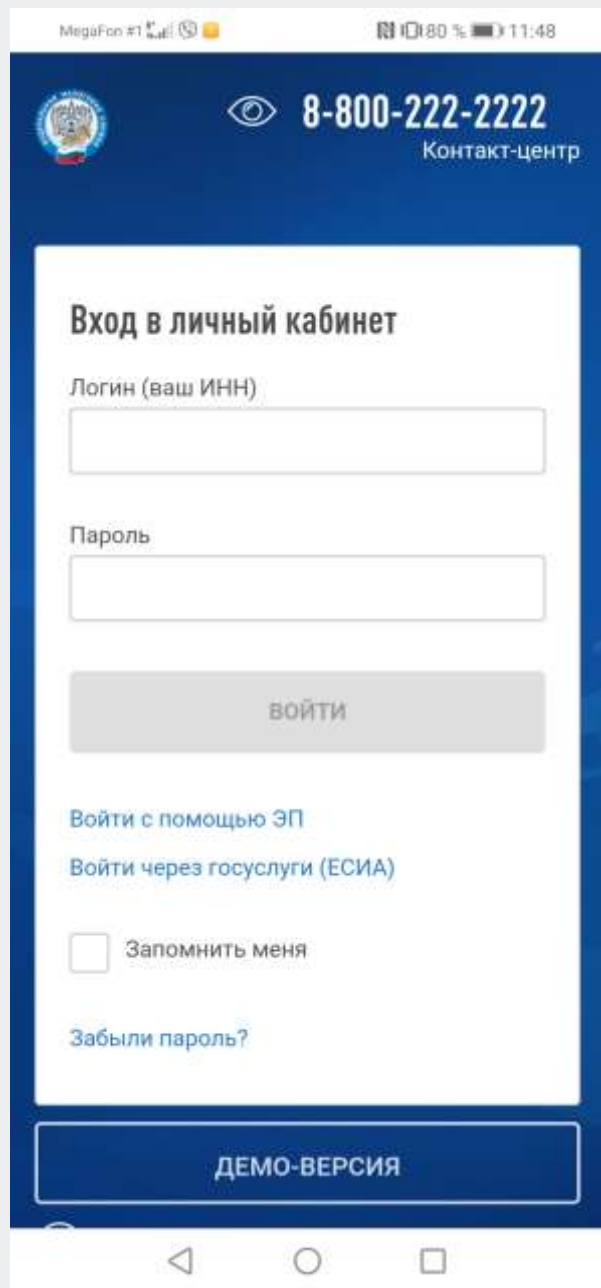 MegaFon #1
80 % 11:48
8-800-222-2222
Контакт-центр
Вход в личный кабинет
Логин (ваш ИНН)
Пароль
ВОЙТИ
Войти с помощью ЭП
Войти через госуслуги (ЕСИА)
Запомнить меня
Забыли пароль?
ДЕМО-ВЕРСИЯ